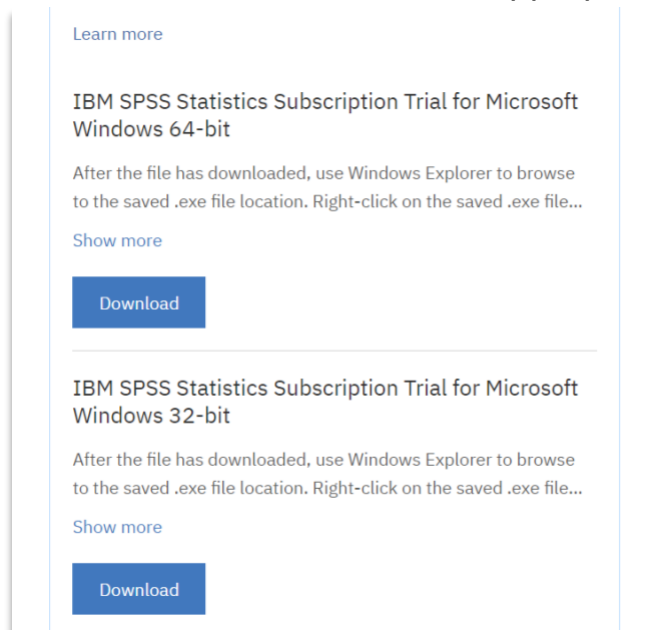 Learn more
IBM SPSS Statistics Subscription Trial for Microsoft
Windows 64-bit
After the file has downloaded, use Windows Explorer to browse
to the saved .exe file location. Right-click on the saved .exe file...
Show more
Download
IBM SPSS Statistics Subscription Trial for Microsoft
Windows 32-bit
After the file has downloaded, use Windows Explorer to browse
to the saved .exe file location. Right-click on the saved .exe file...
Show more
Download